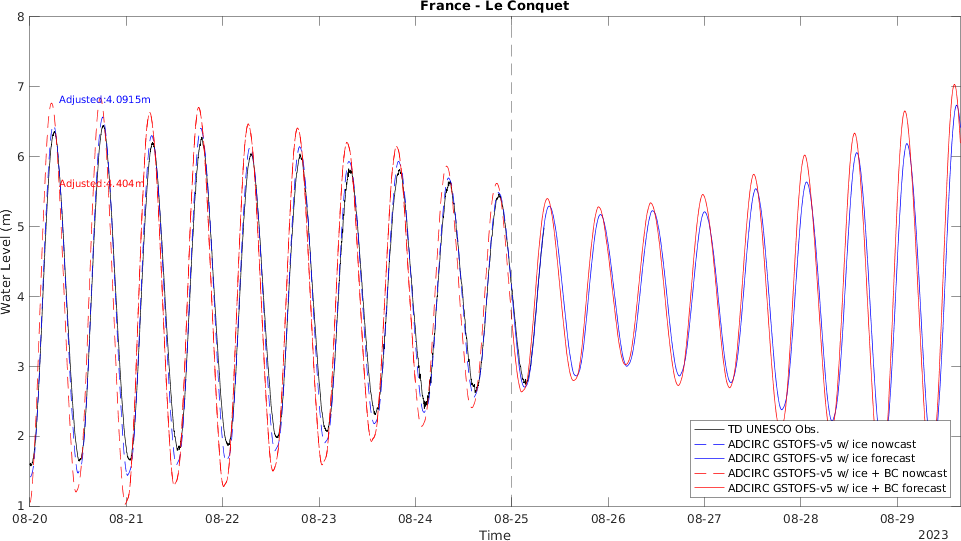 France - Le Conquet
8
7
6
5
4
3
2
1
Water Level (m)
Adjusted:4.0915m
Adjusted:4.404m
TD UNESCO Obs.
ADCIRC GSTOFS-v5 w/ ice nowcast
ADCIRC GSTOFS-v5 w/ ice forecast
ADCIRC GSTOFS-v5 w/ ice + BC nowcast
ADCIRC GSTOFS-v5 w/ ice + BC forecast
08-20 08-21 08-22 08-23 08-24 08-25 08-26 08-27 08-28 08-29
Time
2023